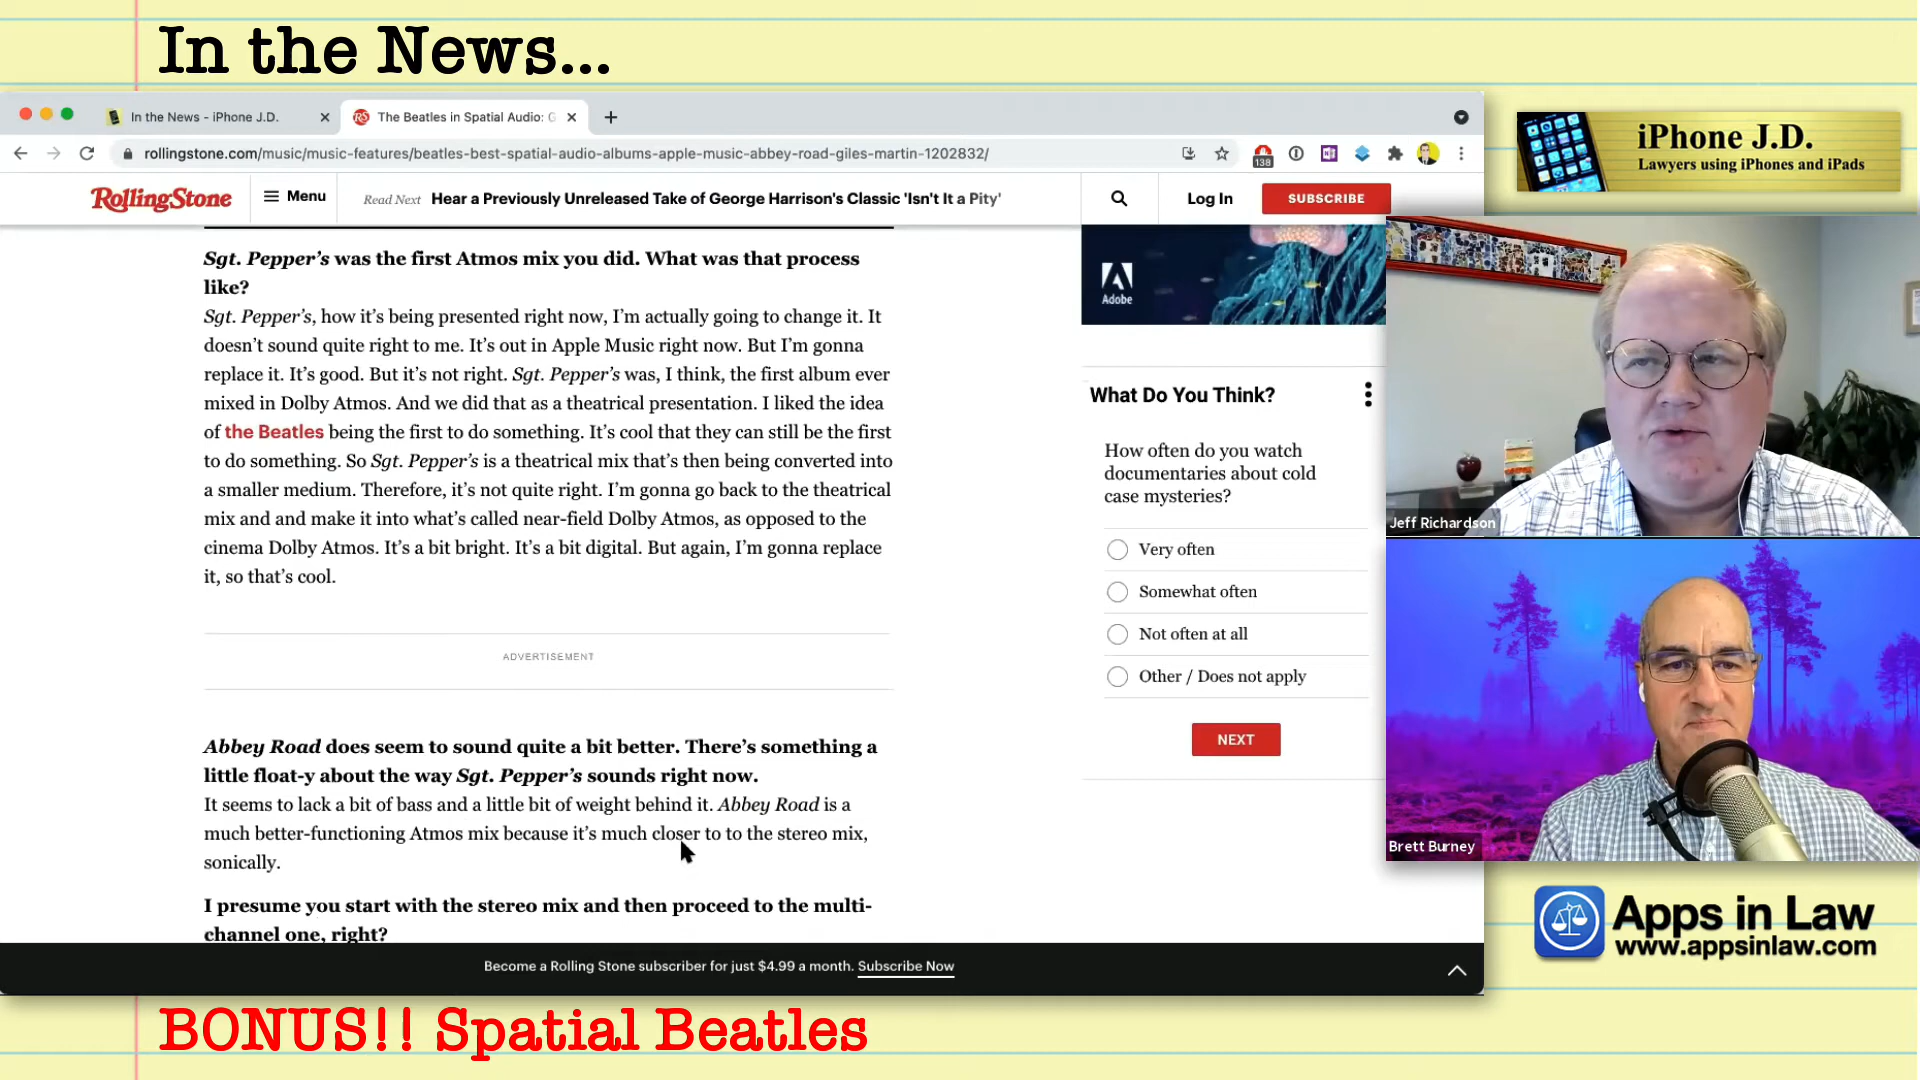 In the News...
In the News - iPhone J.D.
The Beatles in Spatial Audio: G
rollingstone.com/music/music-features/beatles-best-spatial-audio-albums-apple-music-abbey-road-giles-martin-1202832/
138
RollingStone
Menu
Read Next Hear a Previously Unreleased Take of George Harrison's Classic 'Isn't It a Pity'
Log In
SUBSCRIBE
iPhone J.D.
Lawyers using iPhones and iPads
Sgt. Pepper's was the first Atmos mix you did. What was that process
like?
Sgt. Pepper's, how it's being presented right now, I'm actually going to change it. It
doesn't sound quite right to me. It's out in Apple Music right now. But I'm gonna
replace it. It's good. But it's not right. Sgt. Pepper's was, I think, the first album ever
mixed in Dolby Atmos. And we did that as a theatrical presentation. I liked the idea
of the Beatles being the first to do something. It's cool that they can still be the first
to do something. So Sgt. Pepper's is a theatrical mix that's then being converted into
a smaller medium. Therefore, it's not quite right. I'm gonna go back to the theatrical
mix and and make it into what's called near-field Dolby Atmos, as opposed to the
cinema Dolby Atmos. It's a bit bright. It's a bit digital. But again, I'm gonna replace
it, so that's cool.
ADVERTISEMENT
Abbey Road does seem to sound quite a bit better. There's something a
little float-y about the way Sgt. Pepper's sounds right now.
It seems to lack a bit of bass and a little bit of weight behind it. Abbey Road is a
much better-functioning Atmos mix because it's much closer to to the stereo mix,
sonically.
I presume you start with the stereo mix and then proceed to the multi-
channel one, right?
Adobe
What Do You Think?
How often do you watch
documentaries about cold
case mysteries?
Very often
Somewhat often
Not often at all
Other / Does not apply
NEXT
Jeff Richardson
Brett Burney
Become a Rolling Stone subscriber for just $4.99 a month. Subscribe Now
Apps in Law
www.appsinlaw.com
BONUS!! Spatial Beatles